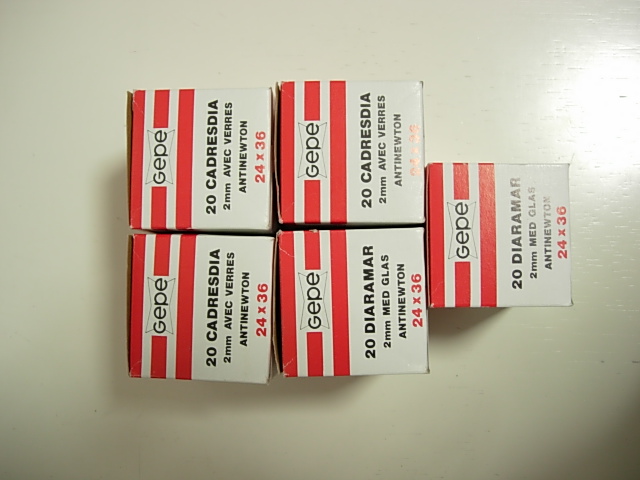 Gepe
20 CADRESDIA
2mm AVEC VERRES
ANTINEWTON
24 x 36
Gepe
20 CADRESDIA
2mm AVEC VERRES
ANTINEWTON
24 x 36
Gepe
20 DIARAMAR
2mm MED GLAS
ANTINEWTON
24 x 36
Gepe
20 CADRESDIA
2mm AVEC VERRES
ANTINEWTON
24 x 36
Gepe
20 DIARAMAR
2mm MED GLAS
ANTINEWTON
24 x 36